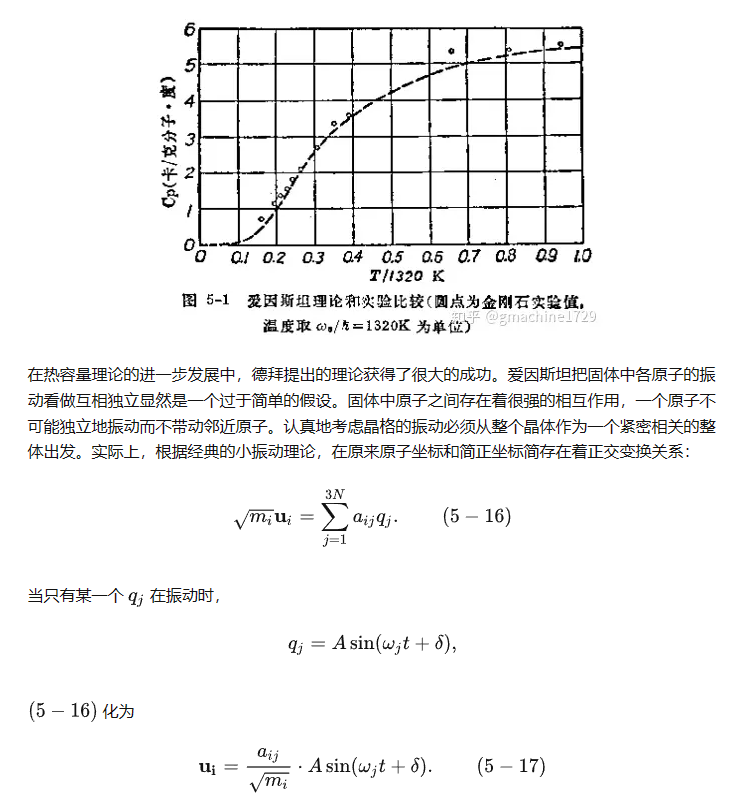 6
5
4
3
2
1
0
C_p(卡/克分子·度)
0 0.1 0.2 0.3 0.4 0.5 0.6 0.7 0.8 0.9 1.0
T/1320 K
图 5-1 爱因斯坦理论和实验比较(圆点为金刚石实验值,
温度取 ω₀/ℏ=1320K 为单位)
知乎 @gmachine1729
在热容量理论的进一步发展中，德拜提出的理论获得了很大的成功。爱因斯坦把固体中各原子的振
动看做互相独立显然是一个过于简单的假设。固体中原子之间存在着很强的相互作用，一个原子不
可能独立地振动而不带动邻近原子。认真地考虑晶格的振动必须从整个晶体作为一个紧密相关的整
体出发。实际上，根据经典的小振动理论，在原来原子坐标和简正坐标简存在着正交变换关系：
\sqrt{m_i}\mathbf{u}_i = \sum_{j=1}^{3N} a_{ij}q_j. (5 − 16)
当只有某一个 q_j 在振动时，
q_j = A sin(ω_j t + δ),
(5 − 16) 化为
\mathbf{u_i} = \frac{a_{ij}}{\sqrt{m_i}} · A sin(ω_j t + δ). (5 − 17)